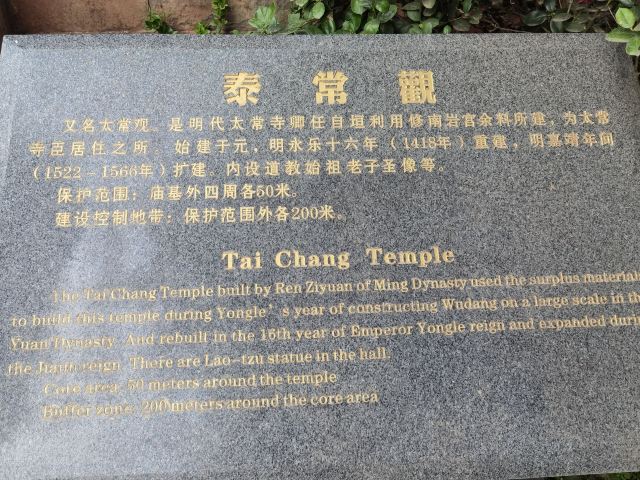 泰常觀
又名太常观。是明代太常寺卿任自垣利用修南岩宫余料所建，为太常
寺臣居住之所。始建于元，明永乐十六年（1418年）重建，明嘉靖年间
（1522－1566年）扩建。内设道教始祖老子圣像等。
保护范围：庙基外四周各50米。
建设控制地带：保护范围外各200米。
Tai Chang Temple
The Tai Chang Temple built by Ren Ziyuan of Ming Dynasty used the surplus materials
to build this temple during Yongle’s year of constructing Wudang on a large scale in the
Yuan Dynasty. And rebuilt in the 16th year of Emperor Yongle reign and expanded during
the Jiajin reign. There are Lao-tzu statue in the hall.
Core area: 50 meters around the temple
Buffer zone: 200 meters around the core area